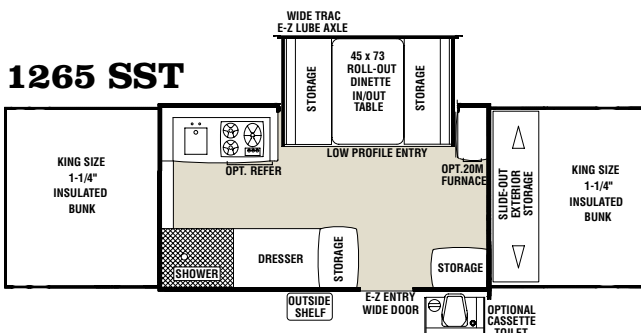 WIDE TRAC
E-Z LUBE AXLE
1265 SST
STORAGE
45 x 73
ROLL-OUT
DINETTE
IN/OUT
TABLE
STORAGE
LOW PROFILE ENTRY
KING SIZE
1-1/4"
INSULATED
BUNK
OPT. REFER
OPT.20M
FURNACE
SLIDE-OUT
EXTERIOR
STORAGE
KING SIZE
1-1/4"
INSULATED
BUNK
SHOWER
DRESSER
STORAGE
STORAGE
OUTSIDE
SHELF
E-Z ENTRY
WIDE DOOR
OPTIONAL
CASSETTE
TOILET